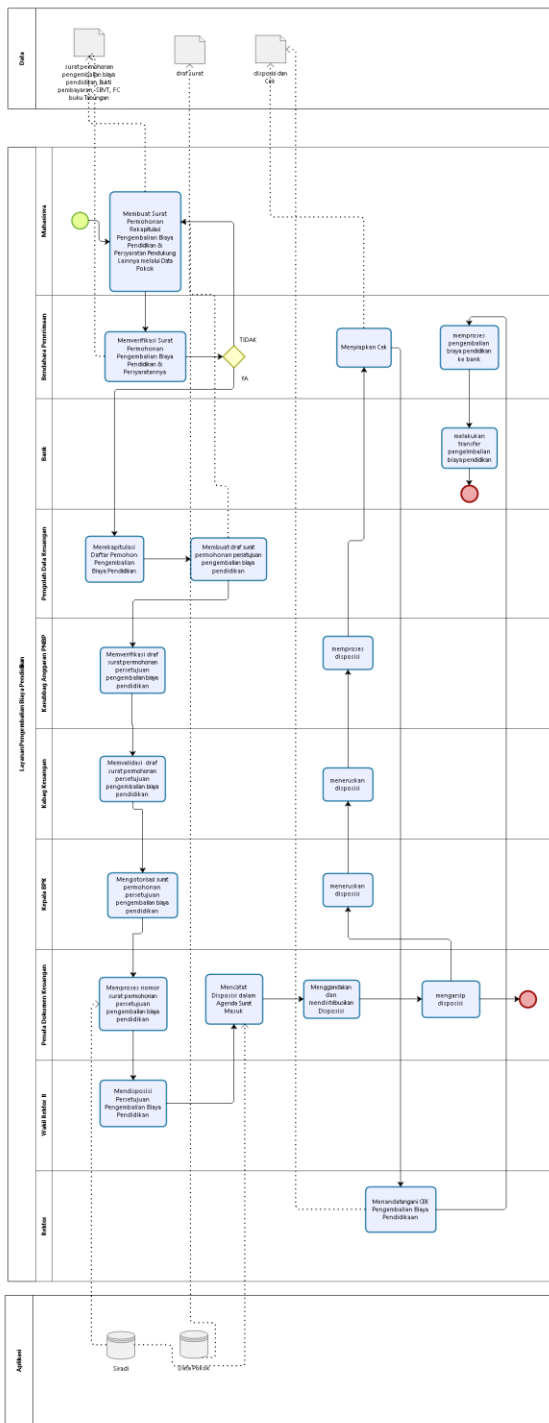 Data
surat permohonan
pengembalian biaya
pendidikan, Bukti
pembayaran -SBVT, FC
buku Tabungan
draf surat
disposisi dan
Cek
Layanan Pengembalian Biaya Pendidikan
Mahasiswa
Membuat Surat
Permohonan
Rekapitulasi
Pengembalian Biaya
Pendidikan &
Persyaratan Pendukung
Lainnya melalui Data
Pokok
Bendahara Penerimaan
Memverifikasi Surat
Permohonan
Pengembalian Biaya
Pendidikan &
Persyaratannya
TIDAK
YA
Menyiapkan Cek
memproses
pengembalian
biaya pendidikan
ke bank
Bank
melakukan
transfer
pengelmbalian
biaya pendidikan
Pengolah Data Keuangan
Merekapitulasi
Daftar Pemohon
Pengembalian
Biaya Pendidikan
Membuat draf surat
permohonan persetujuan
pengembalian biaya
pendidikan
Kasubbag Anggaran PNBP
Memverifikasi draf
surat permohonan
persetujuan
pengembalian biaya
pendidikan
memproses
disposisi
Kabag Keuangan
Memvalidasi draf
surat permohonan
persetujuan
pengembalian biaya
pendidikan
meneruskan
disposisi
Kepala BPK
Mengotorisasi surat
permohonan
persetujuan
pengembalian biaya
pendidikan
meneruskan
disposisi
Penata Dokumen Keuangan
Memproses nomor
surat permohonan
persetujuan
pengembalian biaya
pendidikan
Mencatat
Disposisi dalam
Agenda Surat
Masuk
Menggandakan
dan
mendistribusikan
Disposisi
mengarsip
disposisi
Wakil Rektor II
Mendisposisi
Persetujuan
Pengembalian Biaya
Pendidikan
Rektor
Menandatangani CEK
Pengembalian Biaya
Pendidikaan
Aplikasi
Siradi
Data Pokok